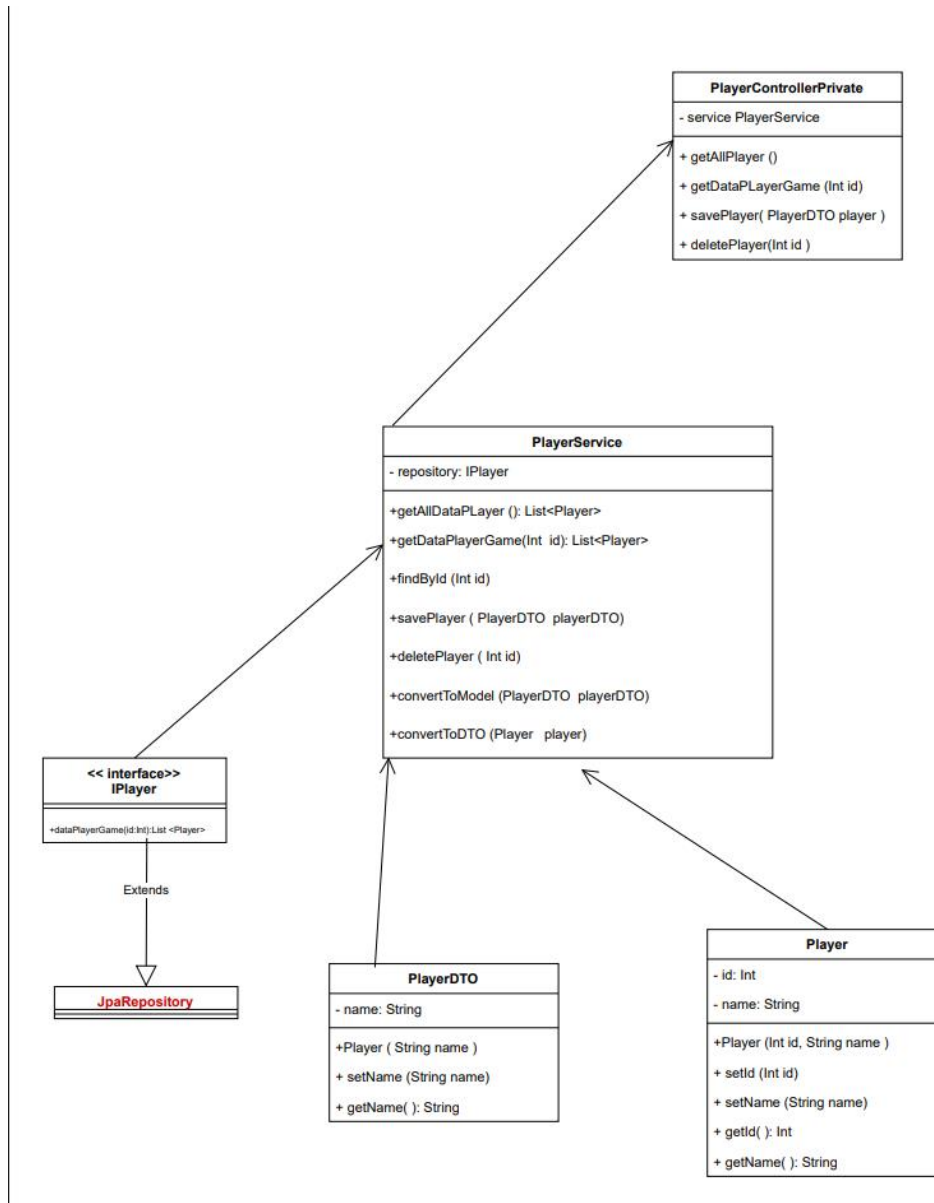 PlayerControllerPrivate
- service PlayerService
+ getAllPlayer ()
+ getDataPLayerGame (Int id)
+ savePlayer( PlayerDTO player )
+ deletePlayer(Int id )
PlayerService
- repository: IPlayer
+getAllDataPLayer (): List<Player>
+getDataPlayerGame(Int id): List<Player>
+findById (Int id)
+savePlayer ( PlayerDTO playerDTO)
+deletePlayer ( Int id)
+convertToModel (PlayerDTO playerDTO)
+convertToDTO (Player player)
<< interface>>
IPlayer
+dataPlayerGame(id:Int):List <Player>
Extends
JpaRepository
PlayerDTO
- name: String
+Player ( String name )
+ setName (String name)
+ getName( ): String
Player
- id: Int
- name: String
+Player (Int id, String name )
+ setId (Int id)
+ setName (String name)
+ getId( ): Int
+ getName( ): String